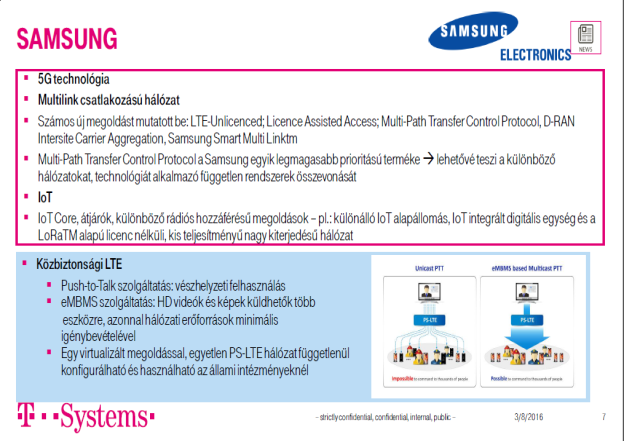 SAMSUNG
SAMSUNG
ELECTRONICS
NEWS
5G technológia
Multilink csatlakozású hálózat
Számos új megoldást mutatott be: LTE-Unlicenced; Licence Assisted Access; Multi-Path Transfer Control Protocol, D-RAN
Intersite Carrier Aggregation, Samsung Smart Multi Linktm
Multi-Path Transfer Control Protocol a Samsung egyik legmagasabb prioritású terméke → lehetővé teszi a különböző
hálózatokat, technológiát alkalmazó független rendszerek összevonását
IoT
IoT Core, átjárók, különböző rádiós hozzáférésű megoldások – pl.: különálló IoT alapállomás, IoT integrált digitális egység és a
LoRaTM alapú licenc nélküli, kis teljesítményű nagy kiterjedésű hálózat
Közbiztonsági LTE
Push-to-Talk szolgáltatás: vészhelyzeti felhasználás
eMBMS szolgáltatás: HD videók és képek küldhetők több
eszközre, azonnal hálózati erőforrások minimális
igénybevételével
Egy virtualizált megoldással, egyetlen PS-LTE hálózat függetlenül
konfigurálható és használható az állami intézményeknél
Unicast PTT
PS-LTE
Impossible to command to thousands of people
eMBMS based Multicast PTT
PS-LTE
Possible to command to thousands of people
T··Systems·
- strictly confidential, confidential, internal, public -
3/8/2016
7